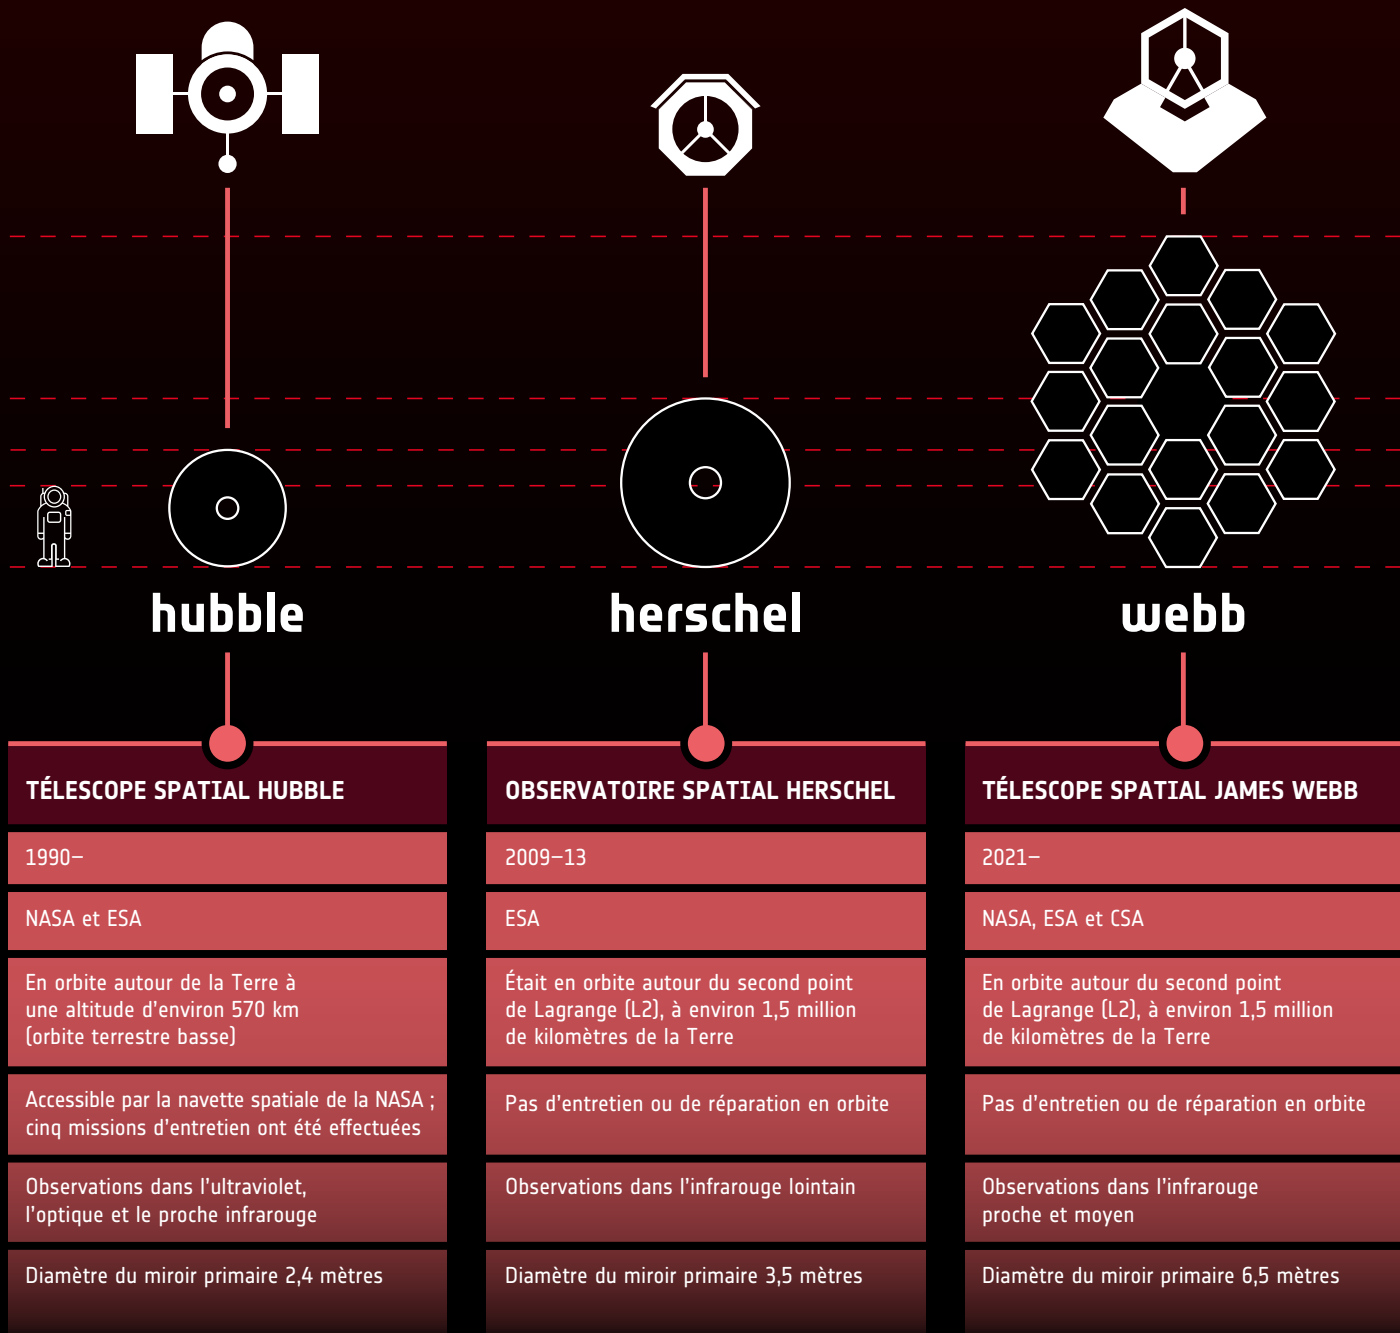 hubble
herschel
webb
TÉLESCOPE SPATIAL HUBBLE
1990–
NASA et ESA
En orbite autour de la Terre à
une altitude d'environ 570 km
(orbite terrestre basse)
Accessible par la navette spatiale de la NASA ;
cinq missions d'entretien ont été effectuées
Observations dans l'ultraviolet,
l'optique et le proche infrarouge
Diamètre du miroir primaire 2,4 mètres
OBSERVATOIRE SPATIAL HERSCHEL
2009–13
ESA
Était en orbite autour du second point
de Lagrange (L2), à environ 1,5 million
de kilomètres de la Terre
Pas d'entretien ou de réparation en orbite
Observations dans l'infrarouge lointain
Diamètre du miroir primaire 3,5 mètres
TÉLESCOPE SPATIAL JAMES WEBB
2021–
NASA, ESA et CSA
En orbite autour du second point
de Lagrange (L2), à environ 1,5 million
de kilomètres de la Terre
Pas d'entretien ou de réparation en orbite
Observations dans l'infrarouge
proche et moyen
Diamètre du miroir primaire 6,5 mètres